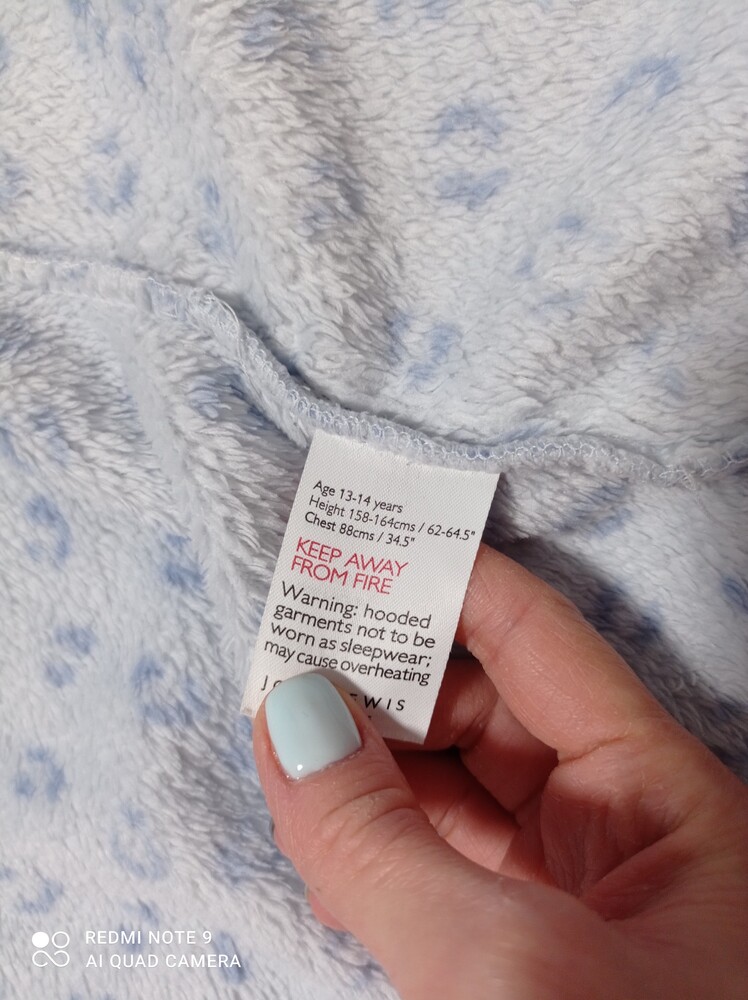 Age 13-14 years
Height 158-164cms / 62-64.5"
Chest 88cms / 34.5"
KEEP AWAY
FROM FIRE
Warning: hooded
garments not to be
worn as sleepwear;
may cause overheating
REDMI NOTE 9
AI QUAD CAMERA